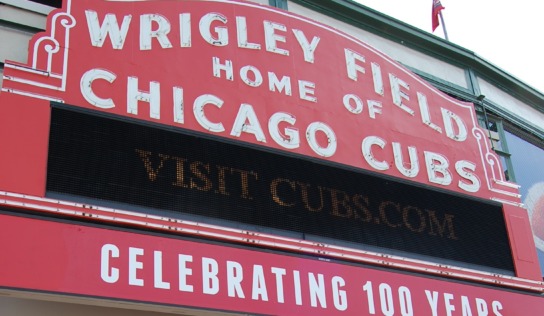 WRIGLEY FIELD
HOME OF
CHICAGO CUBS
VISIT CUBS.COM
CELEBRATING 100 YEARS